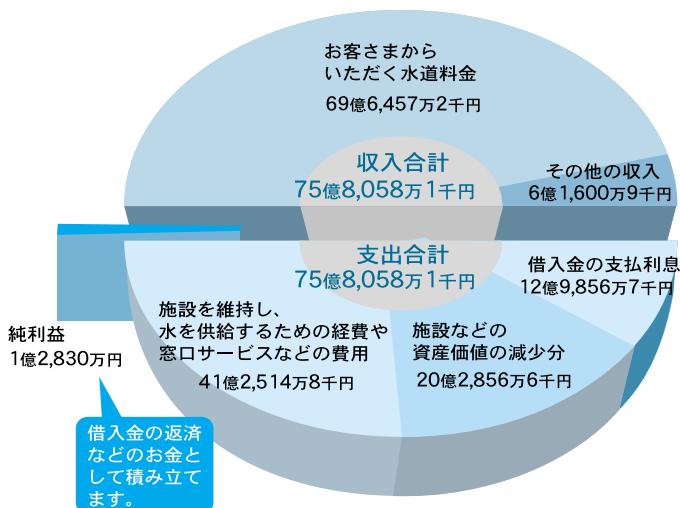 お客さまから
いただく水道料金
69億6,457万2千円
収入合計
75億8,058万1千円
その他の収入
6億1,600万9千円
支出合計
75億8,058万1千円
借入金の支払利息
12億9,856万7千円
施設を維持し、
水を供給するための経費や
窓口サービスなどの費用
41億2,514万8千円
施設などの
資産価値の減少分
20億2,856万6千円
純利益
1億2,830万円
借入金の返済
などのお金と
して積み立て
ます。